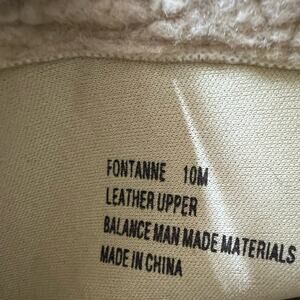 FONTANNE 10M
LEATHER UPPER
BALANCE MAN MADE MATERIALS
MADE IN CHINA